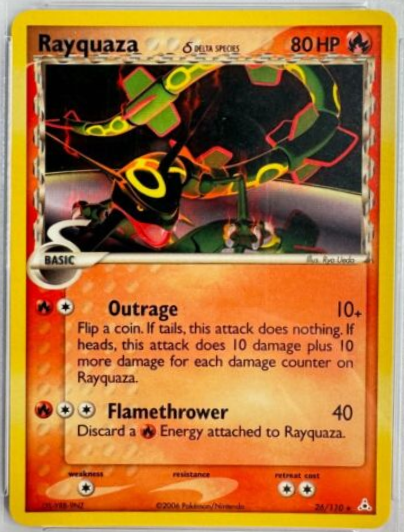 Rayquaza δ DELTA SPECIES 80 HP
BASIC
Illus. Ryo Ueda
Outrage 10+
Flip a coin. If tails, this attack does nothing. If
heads, this attack does 10 damage plus 10
more damage for each damage counter on
Rayquaza.
Flamethrower 40
Discard a Energy attached to Rayquaza.
weakness resistance retreat cost
©2006 Pokémon/Nintendo 26/110